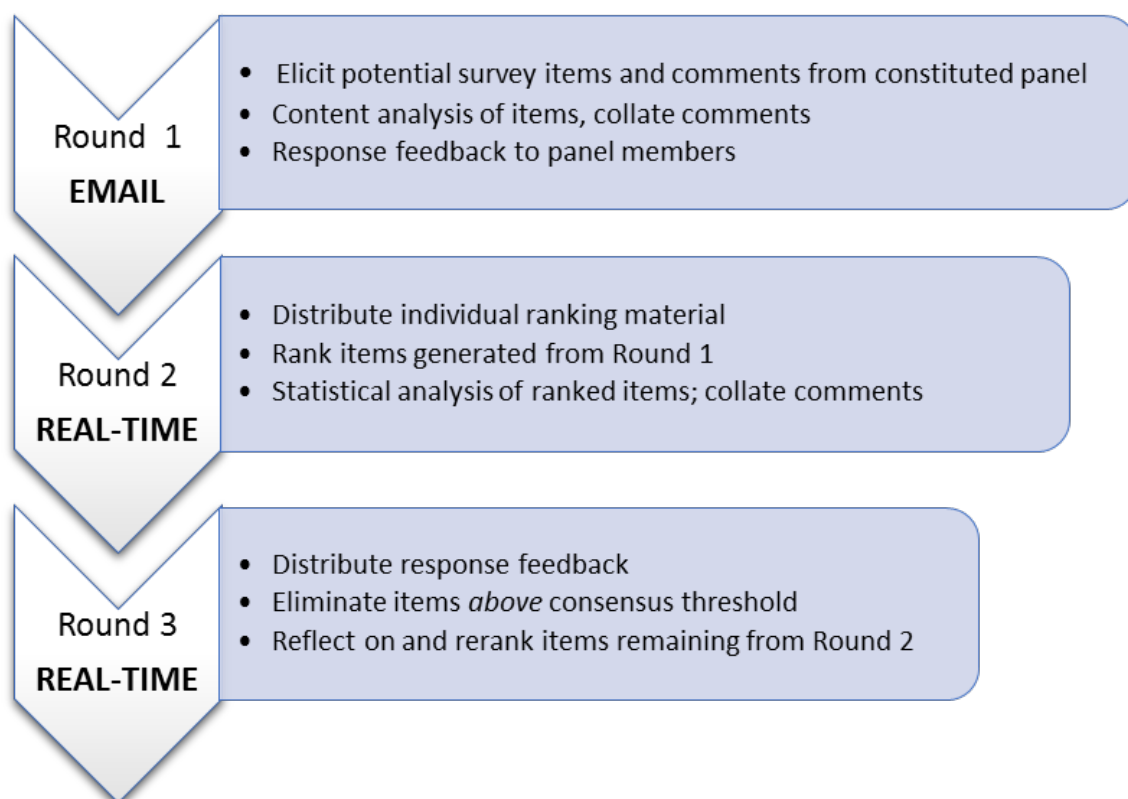 Round 1
EMAIL
• Elicit potential survey items and comments from constituted panel
• Content analysis of items, collate comments
• Response feedback to panel members
Round 2
REAL-TIME
• Distribute individual ranking material
• Rank items generated from Round 1
• Statistical analysis of ranked items; collate comments
Round 3
REAL-TIME
• Distribute response feedback
• Eliminate items above consensus threshold
• Reflect on and rerank items remaining from Round 2